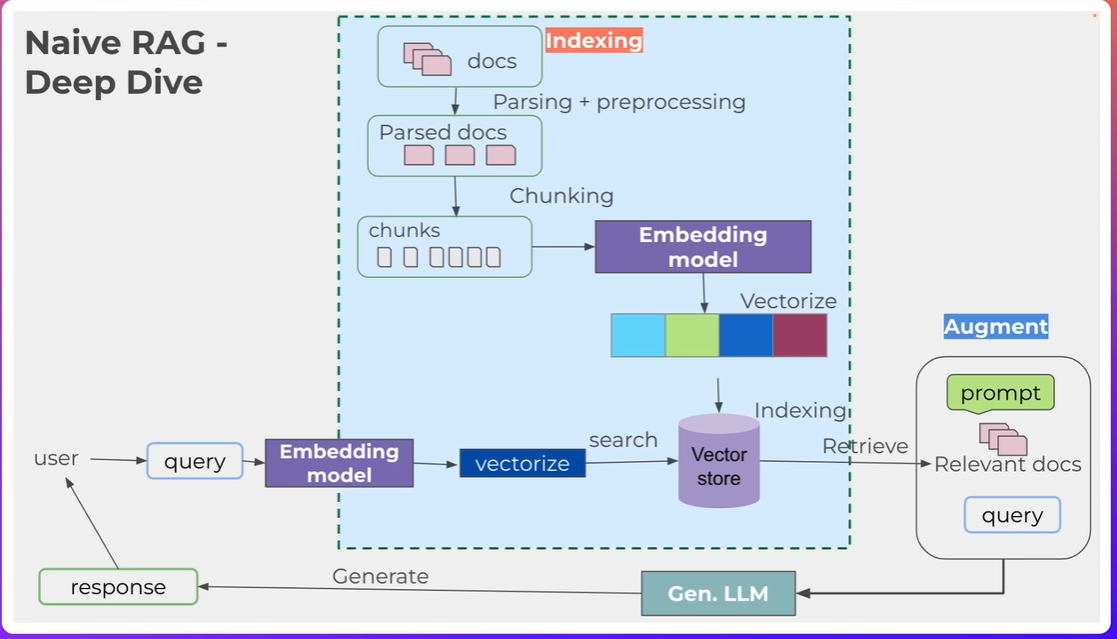 Naive RAG -
Deep Dive
Indexing
docs
Parsing + preprocessing
Parsed docs
Chunking
chunks
Embedding
model
Vectorize
Augment
prompt
Indexing
Retrieve
Relevant docs
query
user
query
Embedding
model
vectorize
search
Vector
store
response
Generate
Gen. LLM